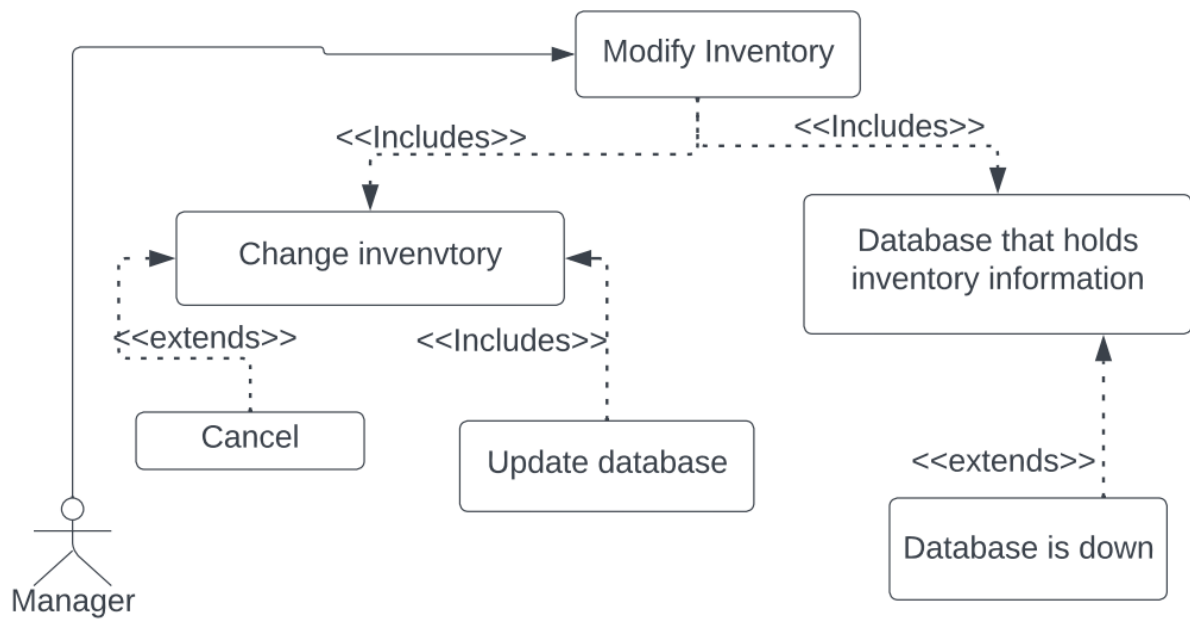 Modify Inventory
<<Includes>>
<<Includes>>
Change invenvtory
Database that holds
inventory information
<<extends>>
<<Includes>>
Cancel
Update database
<<extends>>
Database is down
Manager